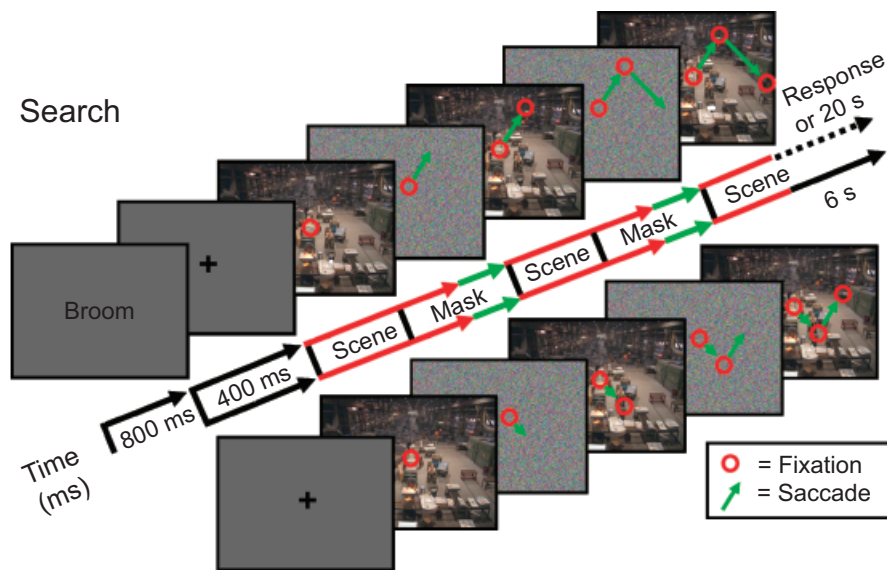 Search
Response
or 20 s
6 s
Scene
Mask
Scene
Mask
Scene
Broom
+
400 ms
800 ms
Time
(ms)
+
= Fixation
= Saccade